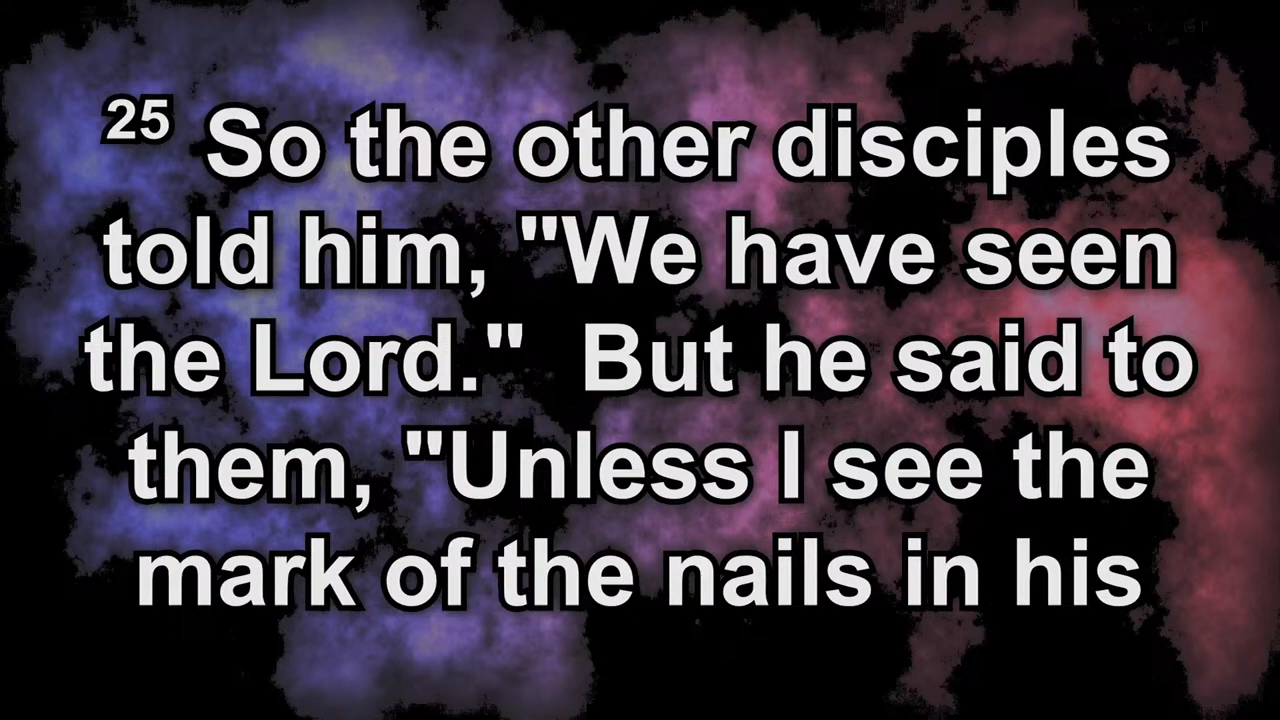 25 So the other disciples
told him, "We have seen
the Lord."  But he said to
them, "Unless I see the
mark of the nails in his